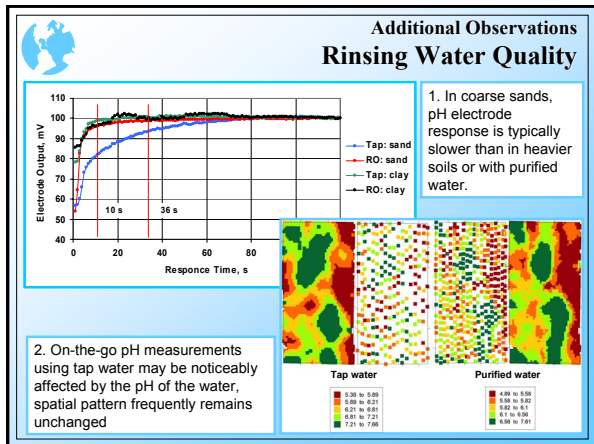 Additional Observations
Rinsing Water Quality
110
100
90
80
70
60
50
40
Electrode Output, mV
10 s
36 s
0
20
40
60
80
Responce Time, s
Tap: sand
RO: sand
Tap: clay
RO: clay
1. In coarse sands,
pH electrode
response is typically
slower than in heavier
soils or with purified
water.
2. On-the-go pH measurements
using tap water may be noticeably
affected by the pH of the water,
spatial pattern frequently remains
unchanged
Tap water
5.38 to 5.89
5.89 to 6.21
6.21 to 6.81
6.81 to 7.21
7.21 to 7.66
Purified water
4.89 to 5.58
5.58 to 5.82
5.82 to 6.1
6.1 to 6.56
6.56 to 7.61